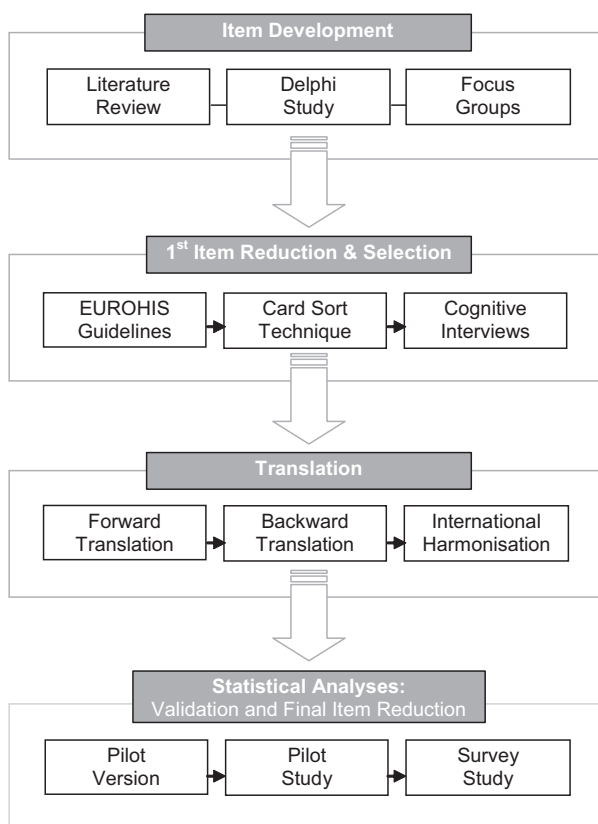 Item Development
Literature
Review
Delphi
Study
Focus
Groups
1st Item Reduction & Selection
EUROHIS
Guidelines
Card Sort
Technique
Cognitive
Interviews
Translation
Forward
Translation
Backward
Translation
International
Harmonisation
Statistical Analyses:
Validation and Final Item Reduction
Pilot
Version
Pilot
Study
Survey
Study